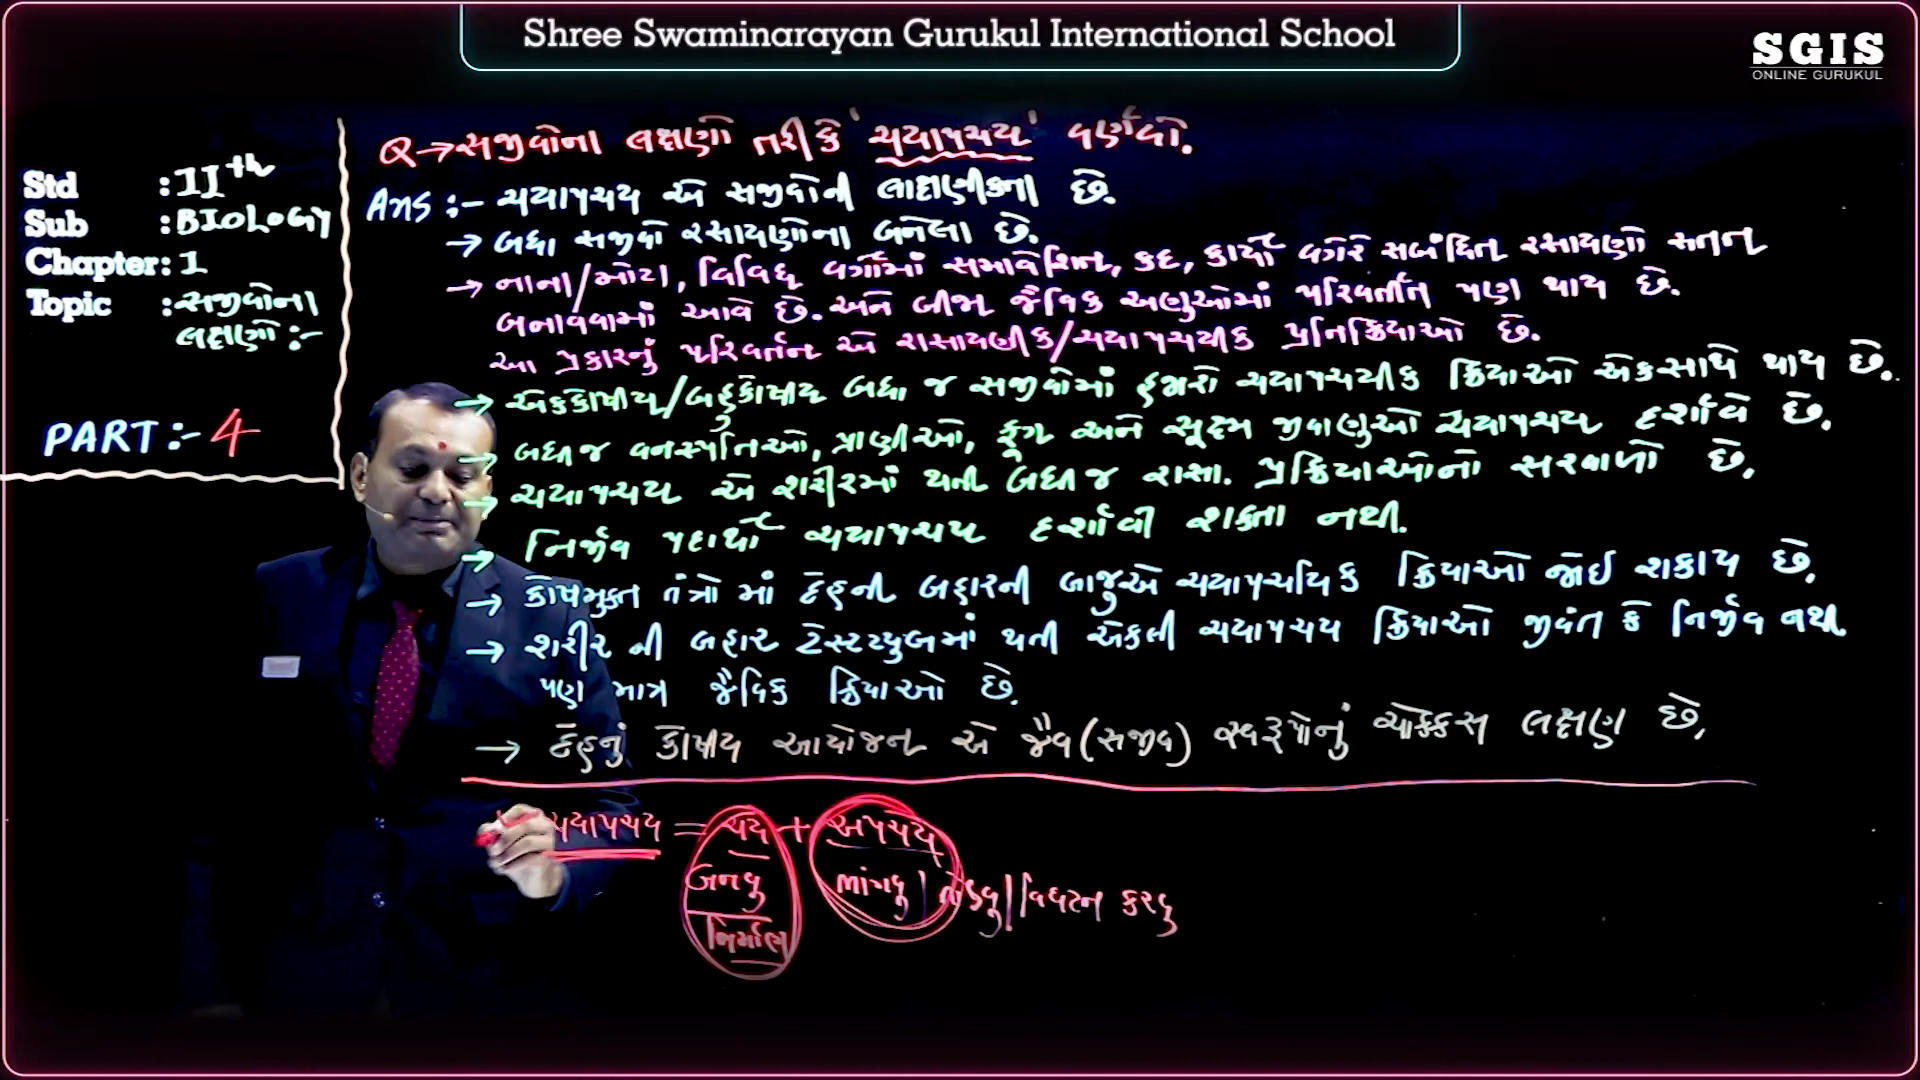 Shree Swaminarayan Gurukul International School
SGIS
ONLINE GURUKUL
Std : 11th
Sub : BIOLOGY
Chapter: 1
Topic : સજીવોના
લક્ષણો :-
PART :- 4
Q → સજીવોના લક્ષણો તરીકે 'ચયાપચય' વર્ણવો.
Ans :- ચયાપચય એ સજીવોની લાક્ષણીકતા છે.
→ બધા સજીવો રસાયણોના બનેલા છે.
→ નાના/મોટા, વિવિધ વર્ગોમાં સમાવેશિત, કદ, કાર્યો વગેરે સબંધિત રસાયણો સતત
બનાવવામાં આવે છે. અને બીજા જૈવિક અણુઓમાં પરિવર્તીત પણ થાય છે.
આ પ્રકારનું પરિવર્તન એ રાસાયણીક/ચયાપચયીક પ્રતિક્રિયાઓ છે.
→ એકકોષીય/બહુકોષીય બધા જ સજીવોમાં હજારો ચયાપચયીક ક્રિયાઓ એકસાથે થાય છે.
→ બધા જ વનસ્પતિઓ, પ્રાણીઓ, ફૂગ અને સૂક્ષ્મ જીવાણુઓ ચયાપચય દર્શાવે છે.
→ ચયાપચય એ શરીરમાં થતી બધા જ રાસા. પ્રક્રિયાઓનો સરવાળો છે.
→ નિર્જીવ પદાર્થો ચયાપચય દર્શાવી શકતા નથી.
→ કોષમુક્ત તંત્રો માં દેહની બહારની બાજુએ ચયાપચયિક ક્રિયાઓ જોઈ શકાય છે.
→ શરીર ની બહાર ટેસ્ટટ્યુબમાં થતી એકલી ચયાપચય ક્રિયાઓ જીવંત કે નિર્જીવ નથી
પણ માત્ર જૈવિક ક્રિયાઓ છે.
→ દેહનું કોષીય આયોજન એ જૈવ (સજીવ) સ્વરૂપોનું ચોક્કસ લક્ષણ છે.
ચયાપચય = ચય + અપચય
બનવુ ભાંગવુ | તોડવુ | વિઘટન કરવુ
નિર્માણ